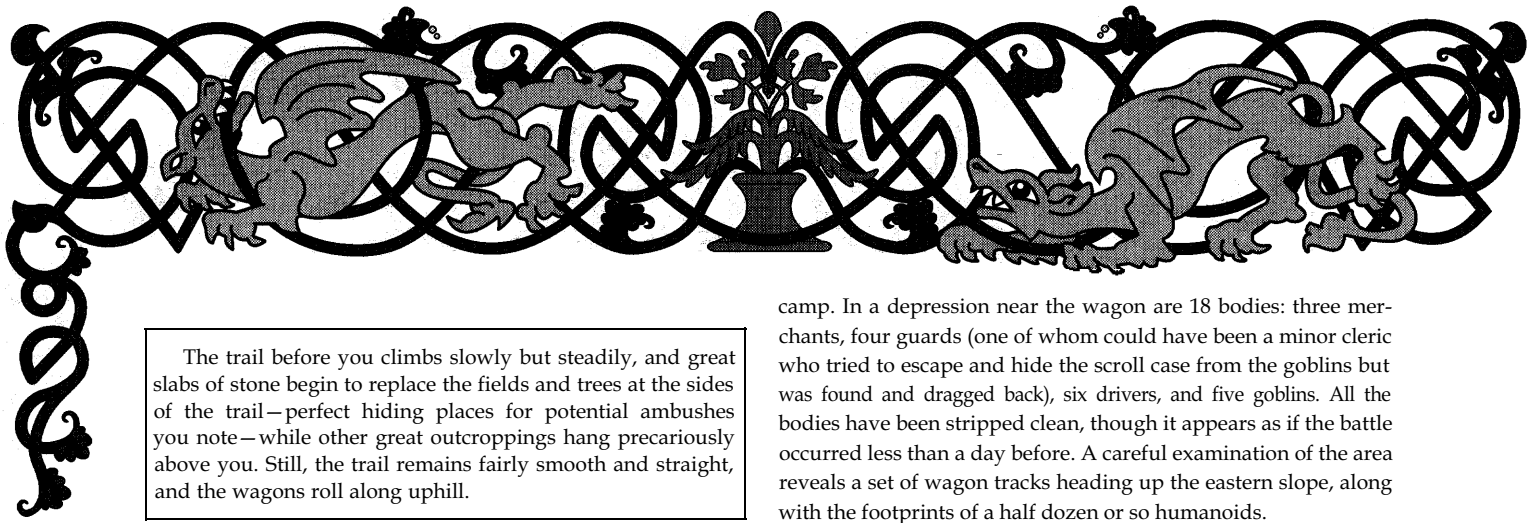 The trail before you climbs slowly but steadily, and great
slabs of stone begin to replace the fields and trees at the sides
of the trail—perfect hiding places for potential ambushes
you note—while other great outcroppings hang precariously
above you. Still, the trail remains fairly smooth and straight,
and the wagons roll along uphill.
camp. In a depression near the wagon are 18 bodies: three mer-
chants, four guards (one of whom could have been a minor cleric
who tried to escape and hide the scroll case from the goblins but
was found and dragged back), six drivers, and five goblins. All the
bodies have been stripped clean, though it appears as if the battle
occurred less than a day before. A careful examination of the area
reveals a set of wagon tracks heading up the eastern slope, along
with the footprints of a half dozen or so humanoids.